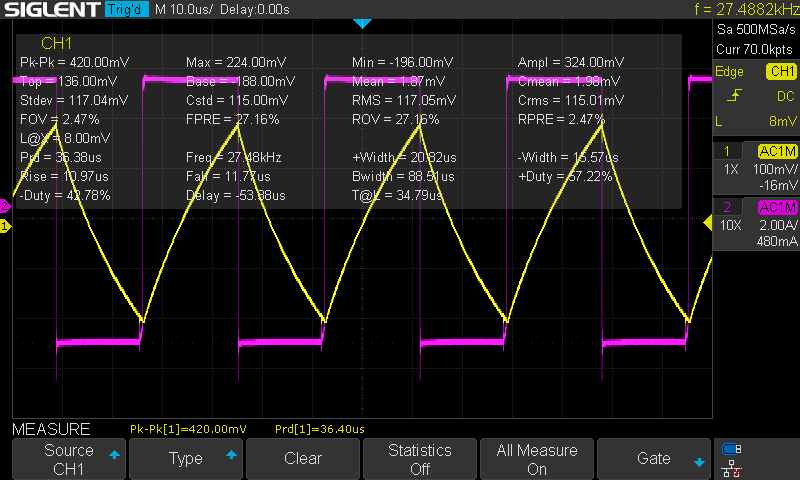 SIGLENT Trig'd M 10.0us/ Delay:0.00s f = 27.4882kHz
Sa 500MSa/s
Curr 70.0kpts
CH1
Edge CH1
DC
L 8mV
Pk-Pk = 420.00mV Max = 224.00mV Min = -196.00mV Ampl = 324.00mV
Top = 136.00mV Base = -188.00mV Mean = 1.87mV Cmean = 1.98mV
Stdev = 117.04mV Cstd = 115.00mV RMS = 117.05mV Crms = 115.01mV
FOV = 2.47% FPRE = 27.16% ROV = 27.16% RPRE = 2.47%
L@X = 8.00mV
Prd = 36.38us Freq = 27.48kHz +Width = 20.82us -Width = 15.57us
Rise = 10.97us Fall = 11.77us Bwidth = 88.51us +Duty = 57.22%
-Duty = 42.78% Delay = -53.88us T@L = 34.79us
1 AC1M
1X 100mV/
-16mV
2 AC1M
10X 2.00A/
480mA
2
1
MEASURE Pk-Pk[1]=420.00mV Prd[1]=36.40us
Source CH1
Type
Clear
Statistics Off
All Measure On
Gate